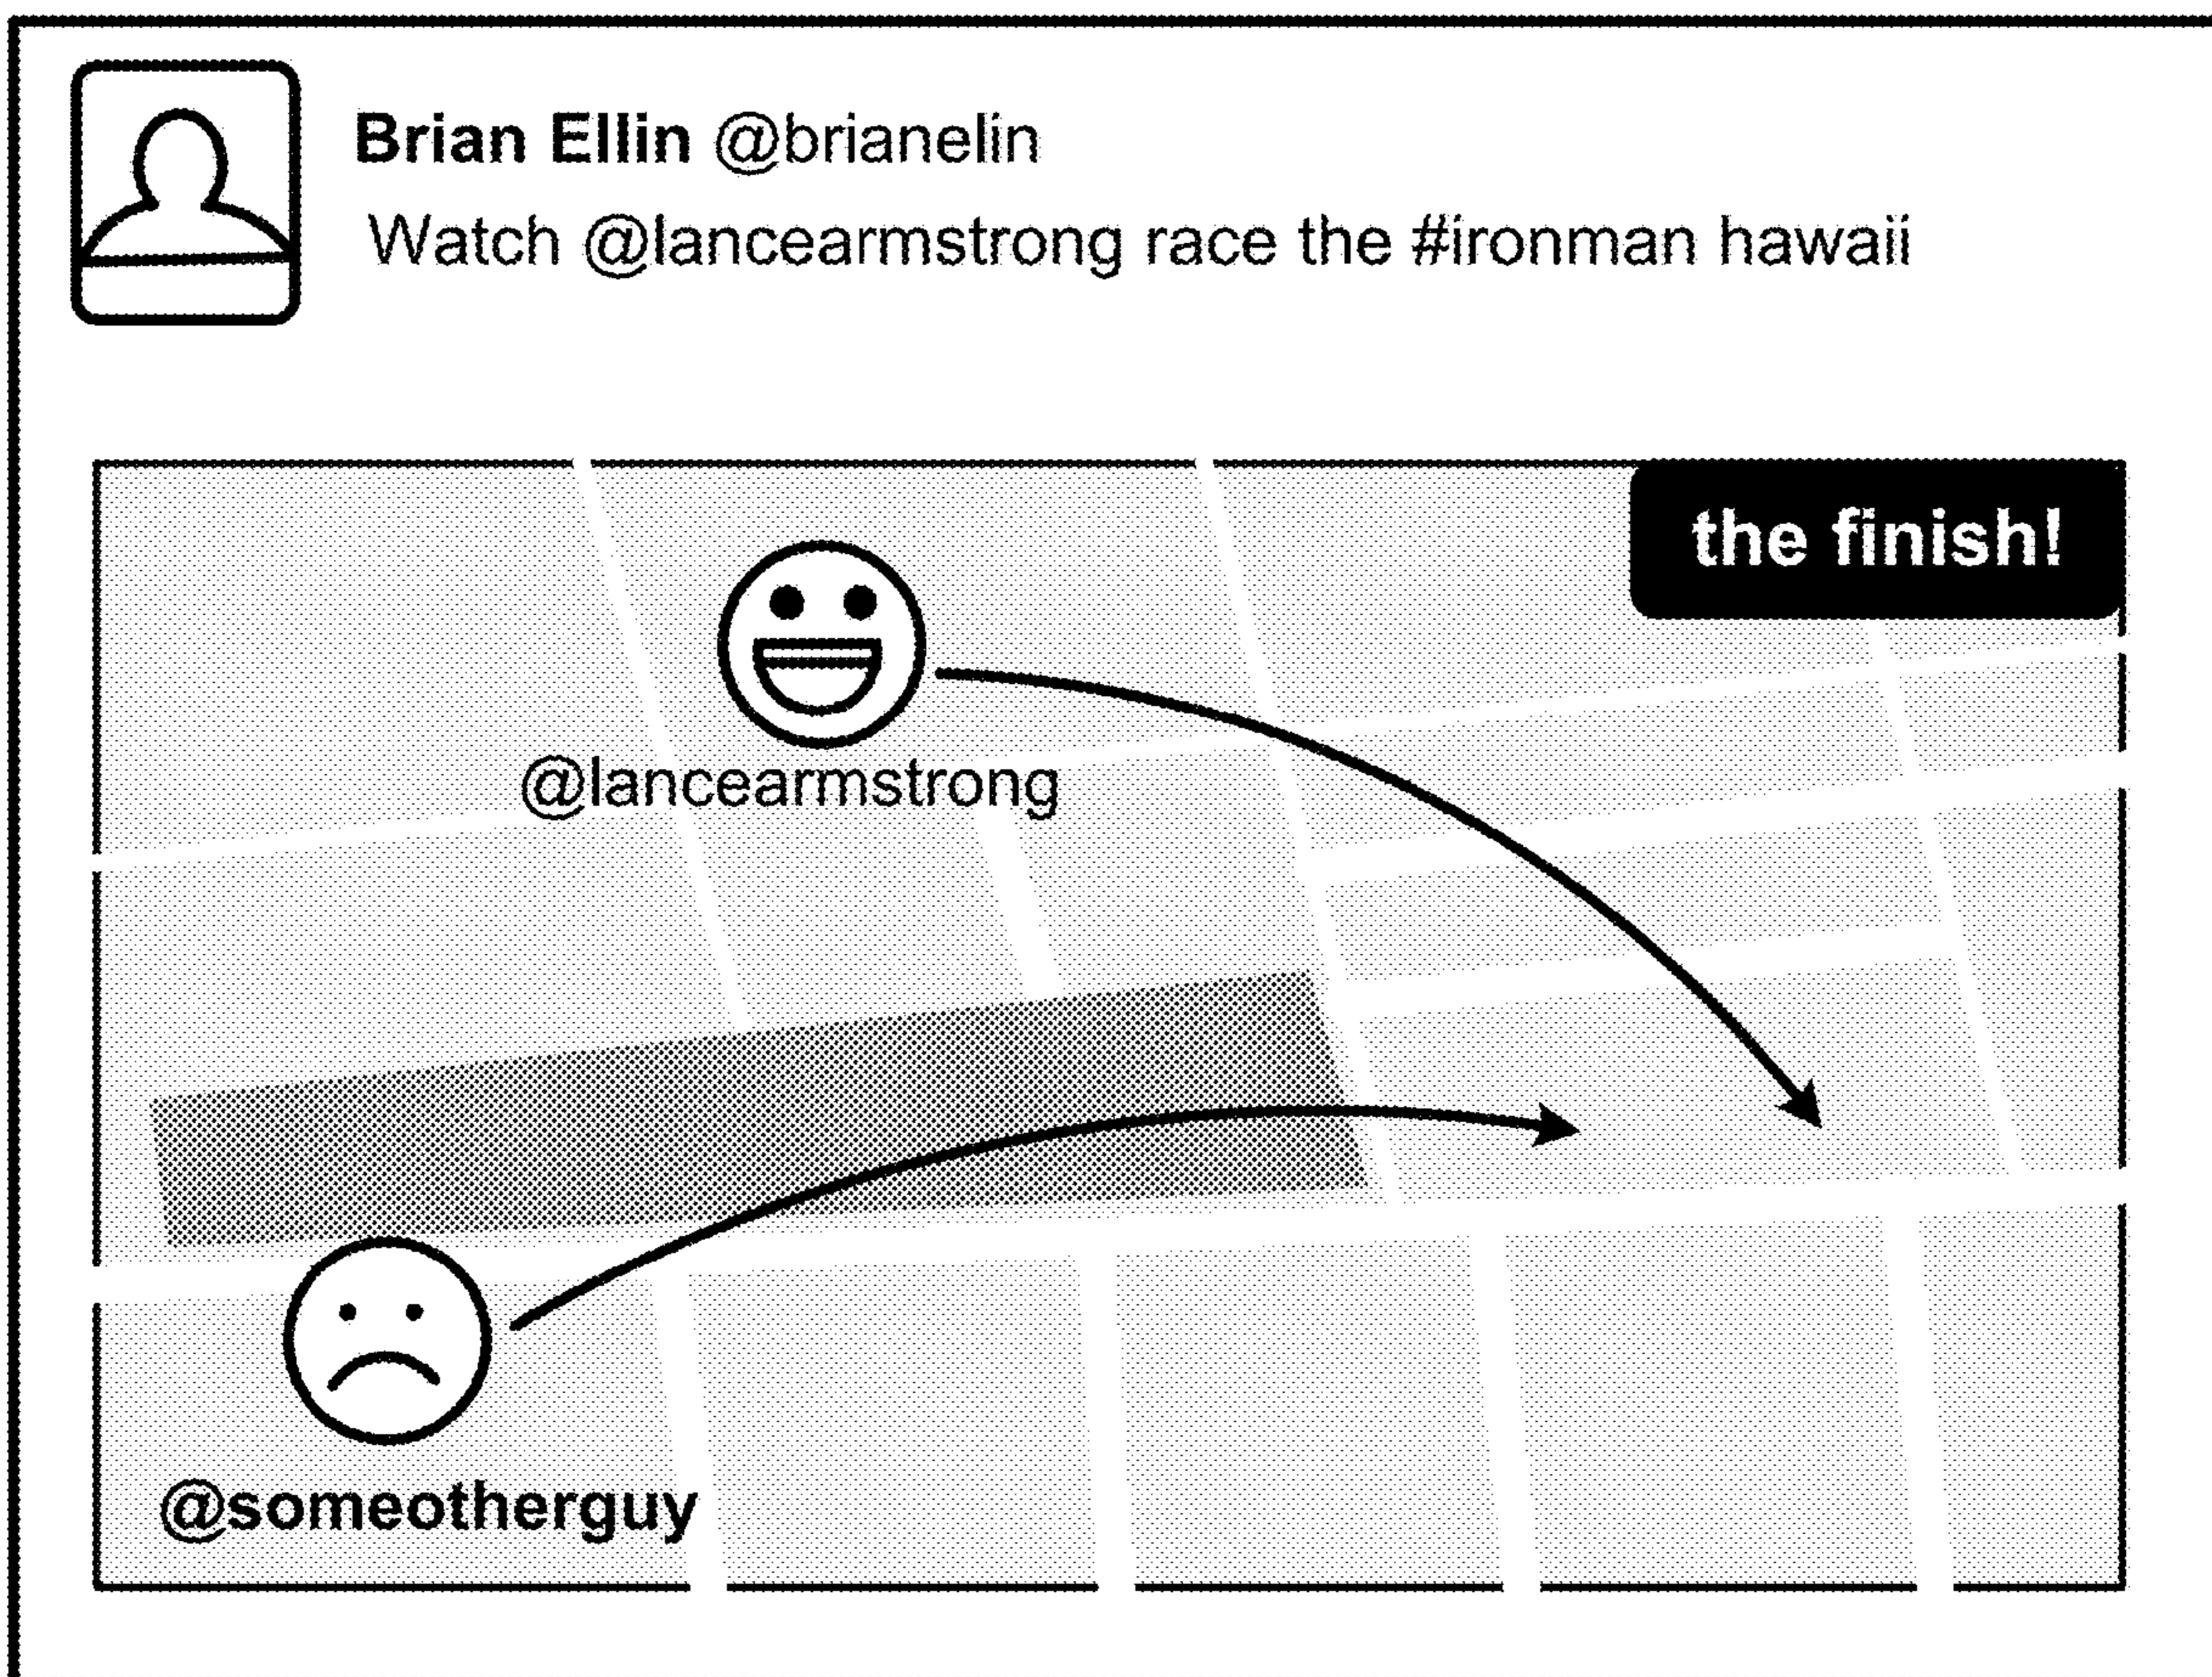 Brian Ellin @brianelin
Watch @lancearmstrong race the #ironman hawaii
the finish!
@lancearmstrong
@someotherguy